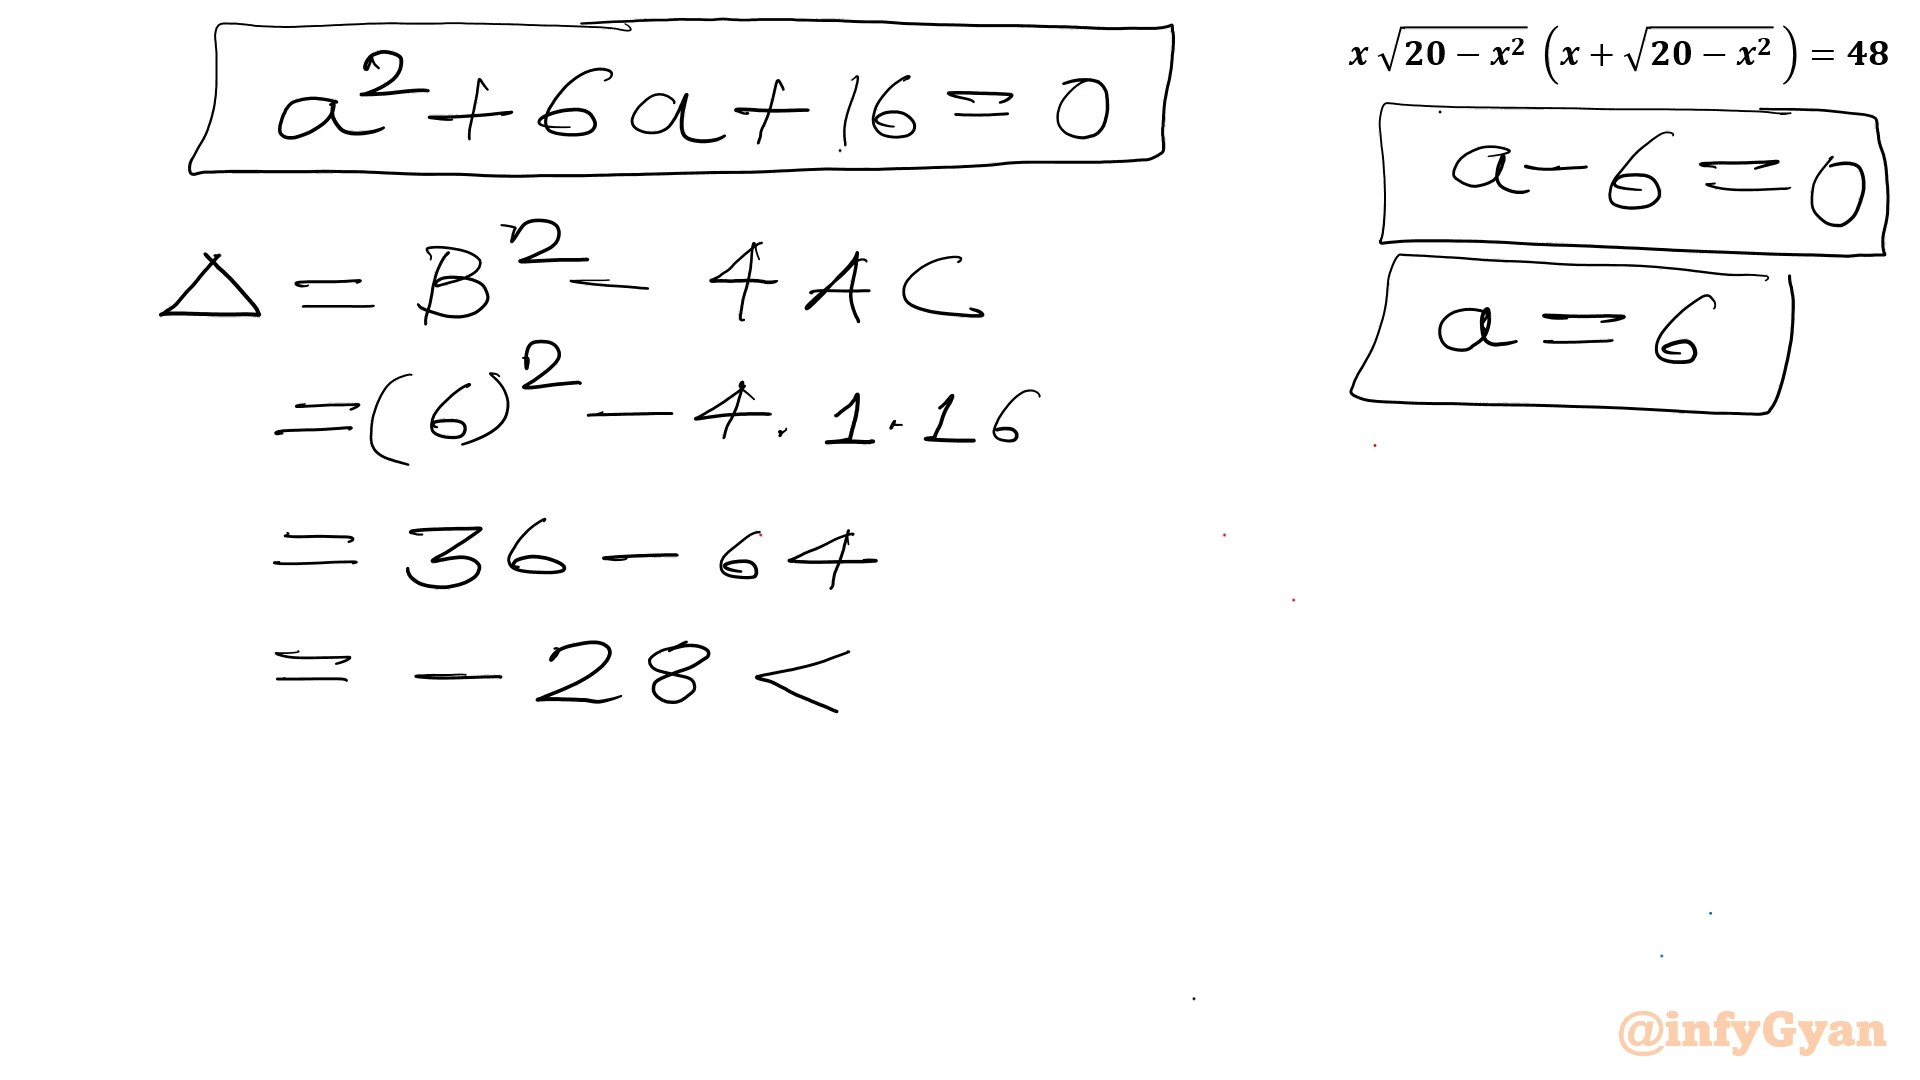 a² + 6a + 16 = 0
x √(20 − x²) (x + √(20 − x²)) = 48
a − 6 = 0
a = 6
Δ = B² − 4AC
= (6)² − 4 . 1 . 16
= 36 − 64
= − 28 <
@infyGyan